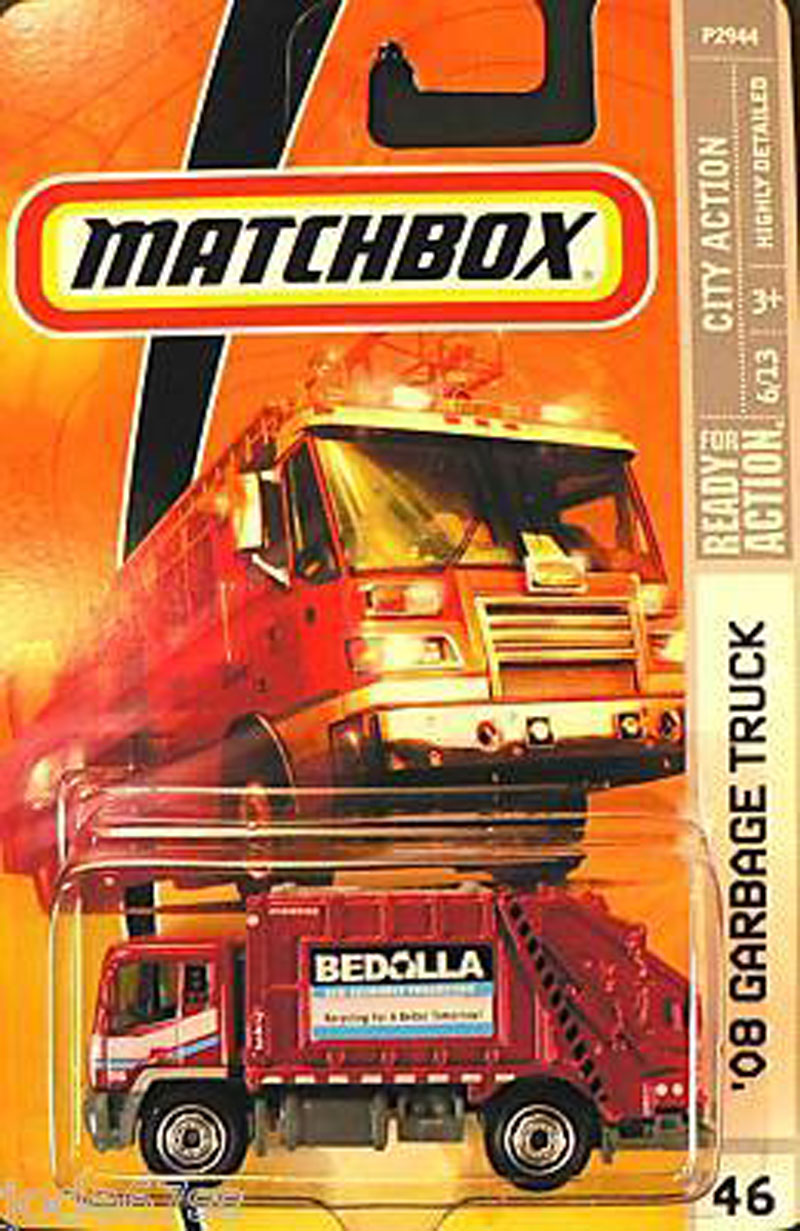 P2944
MATCHBOX
CITY ACTION
HIGHLY DETAILED
3+
6/13
READY FOR ACTION.
'08 GARBAGE TRUCK
46
BEDOLLA
Recycling For A Better Tomorrow!